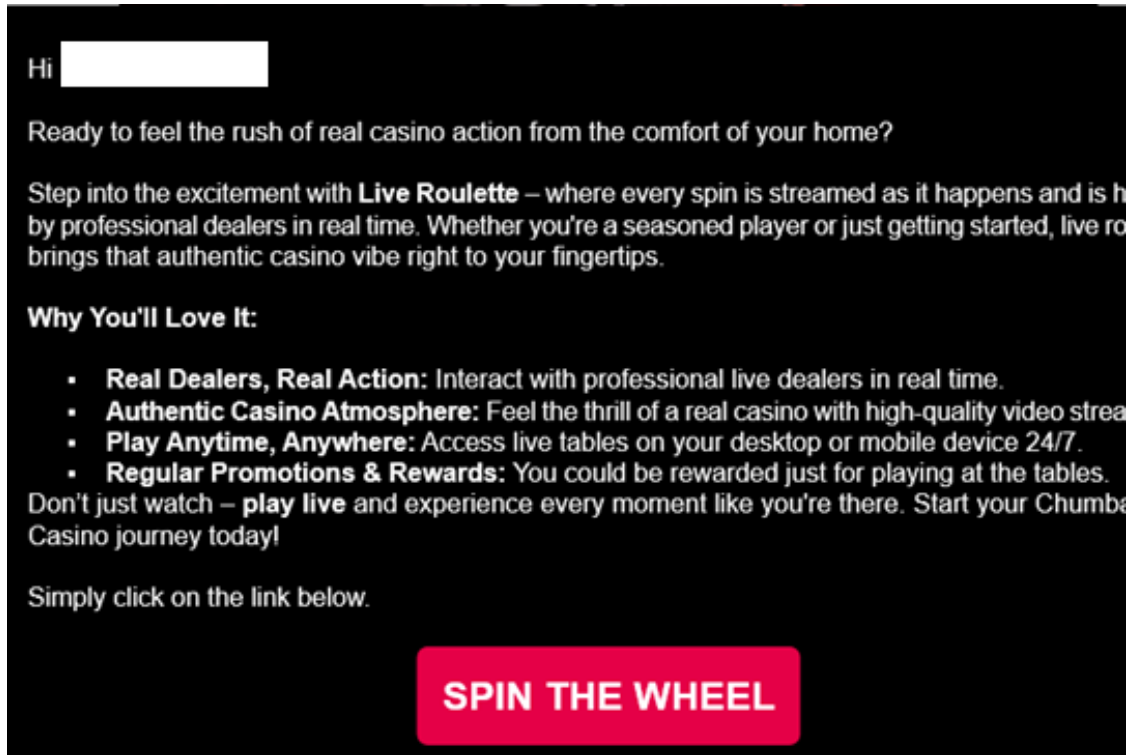 Hi
Ready to feel the rush of real casino action from the comfort of your home?
Step into the excitement with Live Roulette – where every spin is streamed as it happens and is
by professional dealers in real time. Whether you're a seasoned player or just getting started, live
brings that authentic casino vibe right to your fingertips.
Why You'll Love It:
▪ Real Dealers, Real Action: Interact with professional live dealers in real time.
▪ Authentic Casino Atmosphere: Feel the thrill of a real casino with high-quality video
▪ Play Anytime, Anywhere: Access live tables on your desktop or mobile device 24/7.
▪ Regular Promotions & Rewards: You could be rewarded just for playing at the tables.
Don't just watch – play live and experience every moment like you're there. Start your
Casino journey today!
Simply click on the link below.
SPIN THE WHEEL